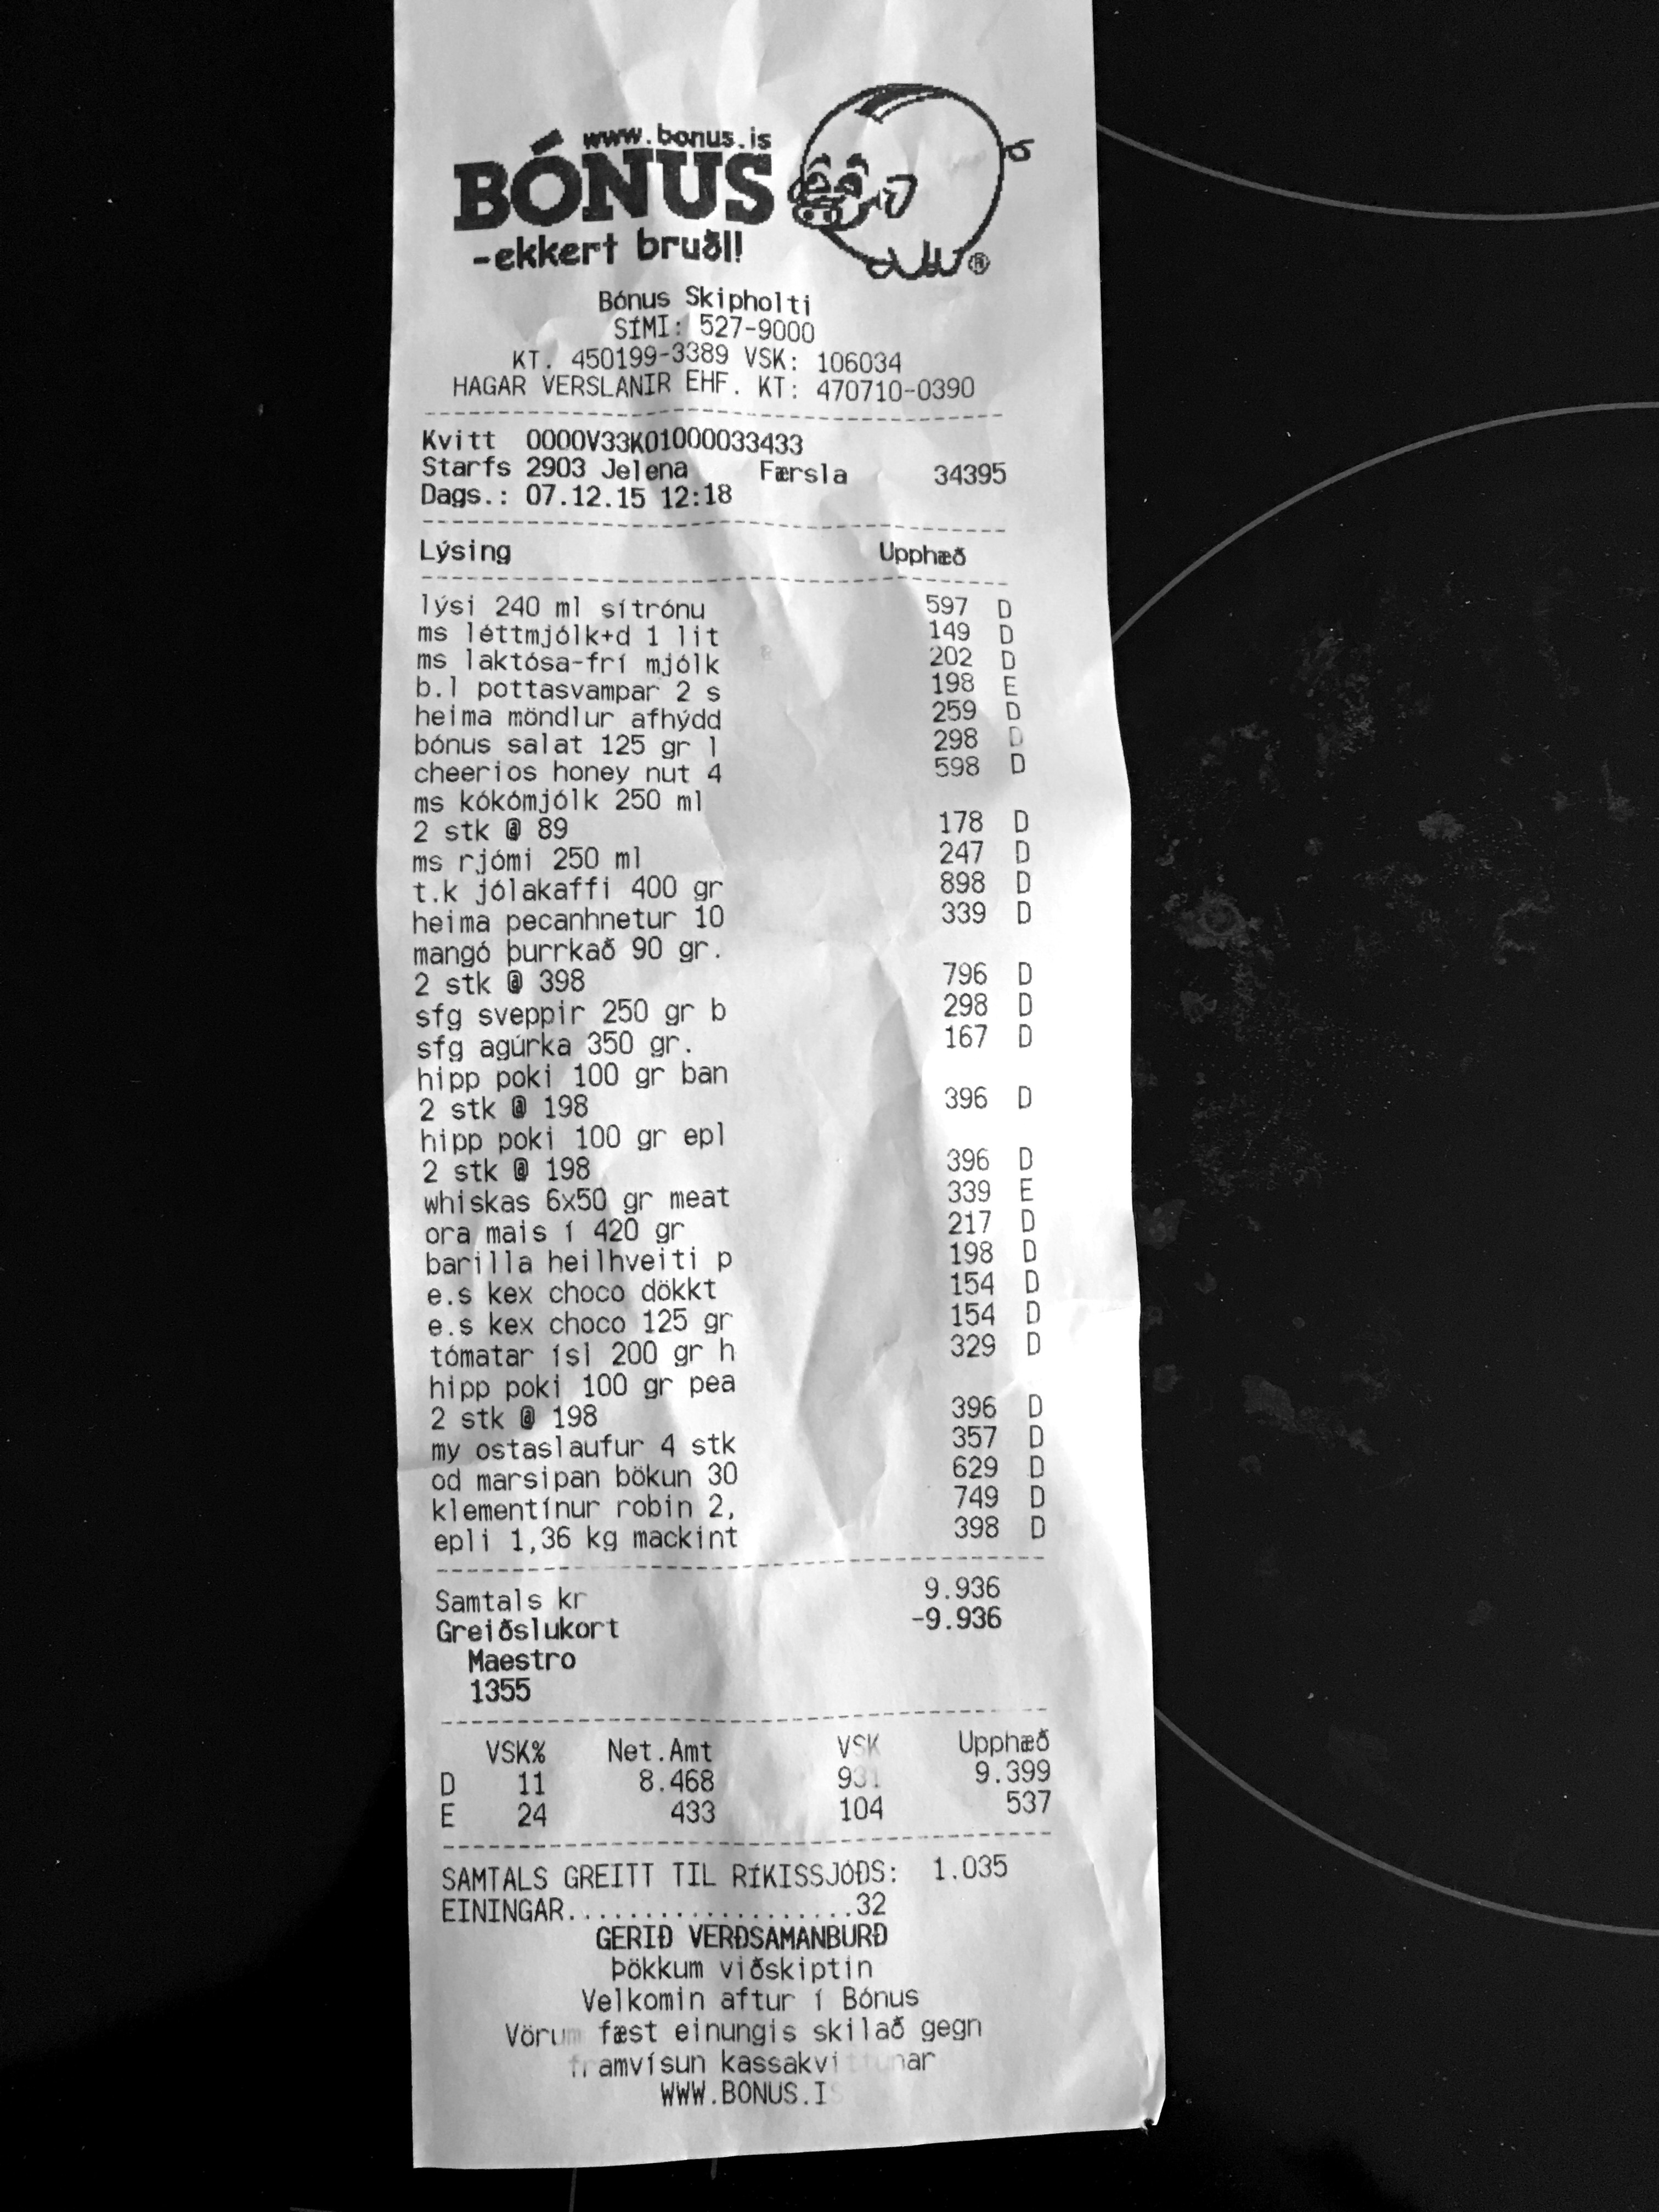 www.bonus.is
BÓNUS
-ekkert bruðl!
®
Bónus Skipholti
SÍMI: 527-9000
KT. 450199-3389 VSK: 106034
HAGAR VERSLANIR EHF. KT: 470710-0390
Kvitt 0000V33K01000033433
Starfs 2903 Jelena Færsla 34395
Dags.: 07.12.15 12:18
Lýsing Upphæð
lýsi 240 ml sítrónu 597 D
ms léttmjólk+d 1 lit 149 D
ms laktósa-frí mjólk 202 D
b.l pottasvampar 2 s 198 E
heima möndlur afhýdd 259 D
bónus salat 125 gr l 298 D
cheerios honey nut 4 598 D
ms kókómjólk 250 ml
2 stk @ 89 178 D
ms rjómi 250 ml 247 D
t.k jólakaffi 400 gr 898 D
heima pecanhnetur 10 339 D
mangó þurrkað 90 gr.
2 stk @ 398 796 D
sfg sveppir 250 gr b 298 D
sfg agúrka 350 gr. 167 D
hipp poki 100 gr ban
2 stk @ 198 396 D
hipp poki 100 gr epl
2 stk @ 198 396 D
whiskas 6x50 gr meat 339 E
ora mais í 420 gr 217 D
barilla heilhveiti p 198 D
e.s kex choco dökkt 154 D
e.s kex choco 125 gr 154 D
tómatar ísl 200 gr h 329 D
hipp poki 100 gr pea
2 stk @ 198 396 D
my ostaslaufur 4 stk 357 D
od marsipan bökun 30 629 D
klementínur robin 2, 749 D
epli 1,36 kg mackint 398 D
Samtals kr 9.936
Greiðslukort -9.936
Maestro
1355
VSK% Net.Amt VSK Upphæð
D 11 8.468 931 9.399
E 24 433 104 537
SAMTALS GREITT TIL RÍKISSJÓÐS: 1.035
EININGAR...................32
GERIÐ VERÐSAMANBURÐ
Þökkum viðskiptin
Velkomin aftur í Bónus
Vörum fæst einungis skilað gegn
framvísun kassakvittunar
WWW.BONUS.IS